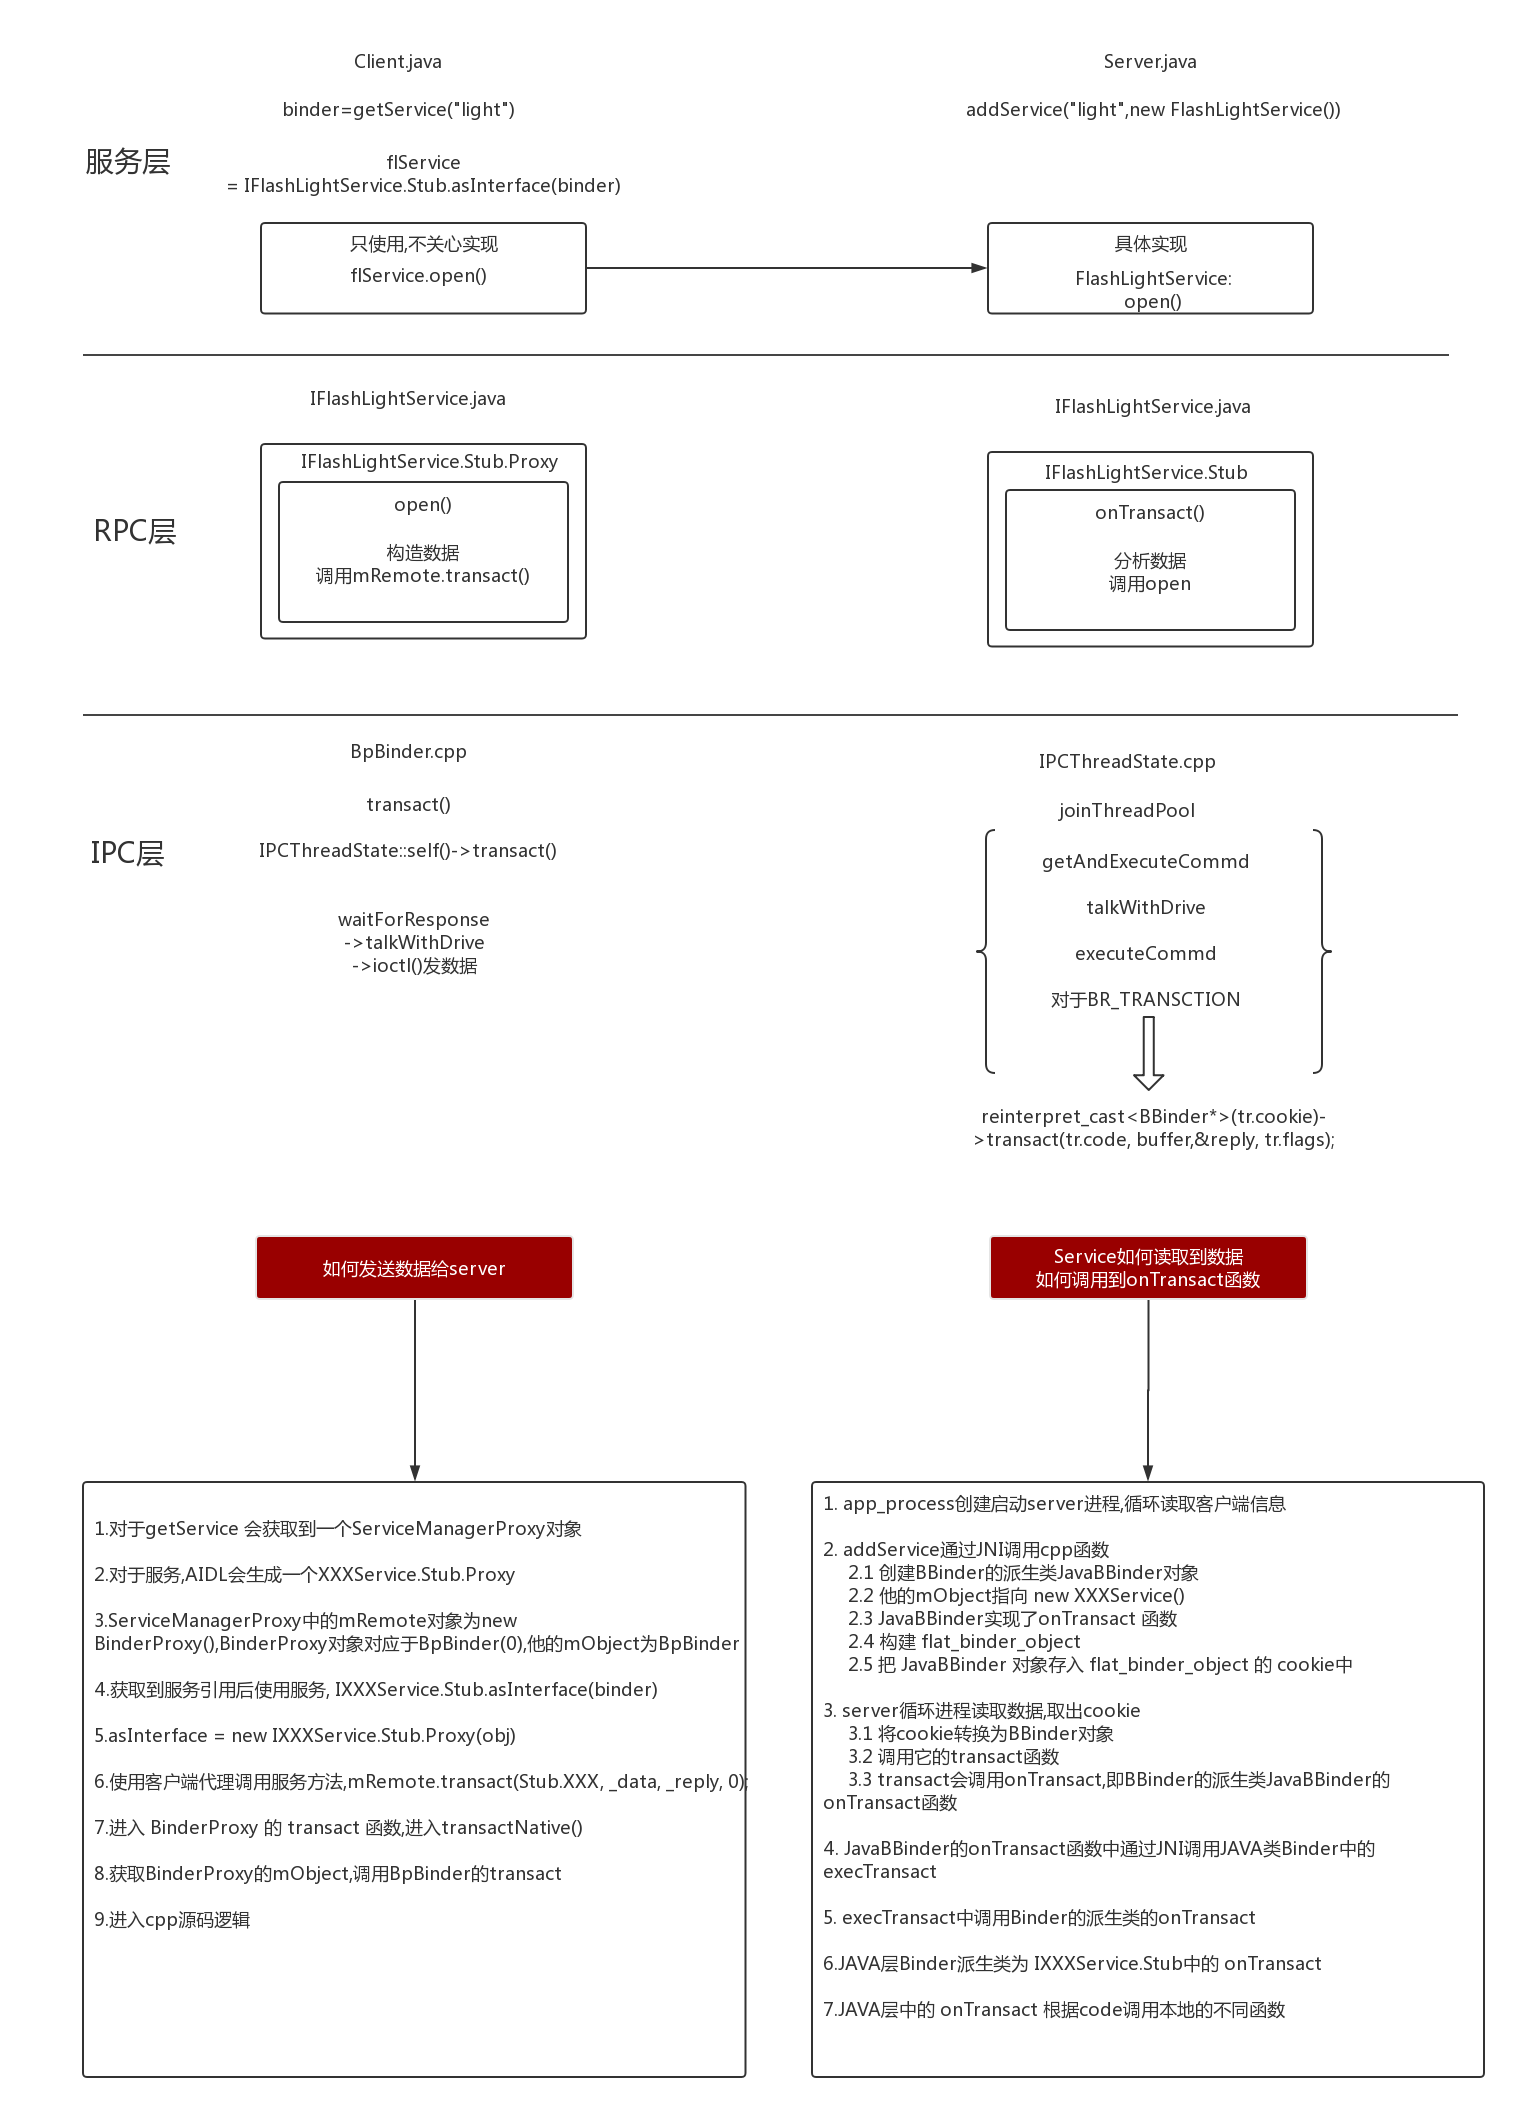 Client.java
Server.java
binder=getService("light")
addService("light",new FlashLightService())
服务层
flService
= IFlashLightService.Stub.asInterface(binder)
只使用,不关心实现
flService.open()
具体实现
FlashLightService:
open()
IFlashLightService.java
IFlashLightService.java
IFlashLightService.Stub.Proxy
IFlashLightService.Stub
RPC层
open()
构造数据
调用mRemote.transact()
onTransact()
分析数据
调用open
BpBinder.cpp
IPCThreadState.cpp
IPC层
transact()
IPCThreadState::self()->transact()
waitForResponse
->talkWithDrive
->ioctl()发数据
joinThreadPool
getAndExecuteCommd
talkWithDrive
executeCommd
对于BR_TRANSCTION
reinterpret_cast<BBinder*>(tr.cookie)-
>transact(tr.code, buffer,&reply, tr.flags);
如何发送数据给server
Service如何读取到数据
如何调用到onTransact函数
1.对于getService 会获取到一个ServiceManagerProxy对象
2.对于服务,AIDL会生成一个XXXService.Stub.Proxy
3.ServiceManagerProxy中的mRemote对象为new
BinderProxy(),BinderProxy对象对应于BpBinder(0),他的mObject为BpBinder
4.获取到服务引用后使用服务, IXXXService.Stub.asInterface(binder)
5.asInterface = new IXXXService.Stub.Proxy(obj)
6.使用客户端代理调用服务方法,mRemote.transact(Stub.XXX, _data, _reply, 0);
7.进入 BinderProxy 的 transact 函数,进入transactNative()
8.获取BinderProxy的mObject,调用BpBinder的transact
9.进入cpp源码逻辑
1. app_process创建启动server进程,循环读取客户端信息
2. addService通过JNI调用cpp函数
2.1 创建BBinder的派生类JavaBBinder对象
2.2 他的mObject指向 new XXXService()
2.3 JavaBBinder实现了onTransact 函数
2.4 构建 flat_binder_object
2.5 把 JavaBBinder 对象存入 flat_binder_object 的 cookie中
3. server循环进程读取数据,取出cookie
3.1 将cookie转换为BBinder对象
3.2 调用它的transact函数
3.3 transact会调用onTransact,即BBinder的派生类JavaBBinder的
onTransact函数
4. JavaBBinder的onTransact函数中通过JNI调用JAVA类Binder中的
execTransact
5. execTransact中调用Binder的派生类的onTransact
6.JAVA层Binder派生类为 IXXXService.Stub中的 onTransact
7.JAVA层中的 onTransact 根据code调用本地的不同函数